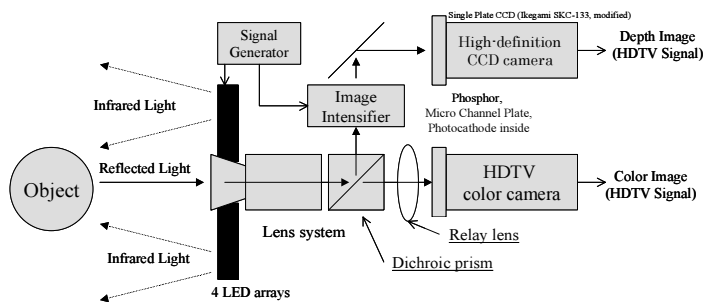 Single Plate CCD (Ikegami SKC-133, modified)
Signal
Generator
High-definition
CCD camera
Depth Image
(HDTV Signal)
Infrared Light
Image
Intensifier
Phosphor,
Micro Channel Plate,
Photocathode inside
Reflected Light
Object
HDTV
color camera
Color Image
(HDTV Signal)
Lens system
Relay lens
Infrared Light
Dichroic prism
4 LED arrays